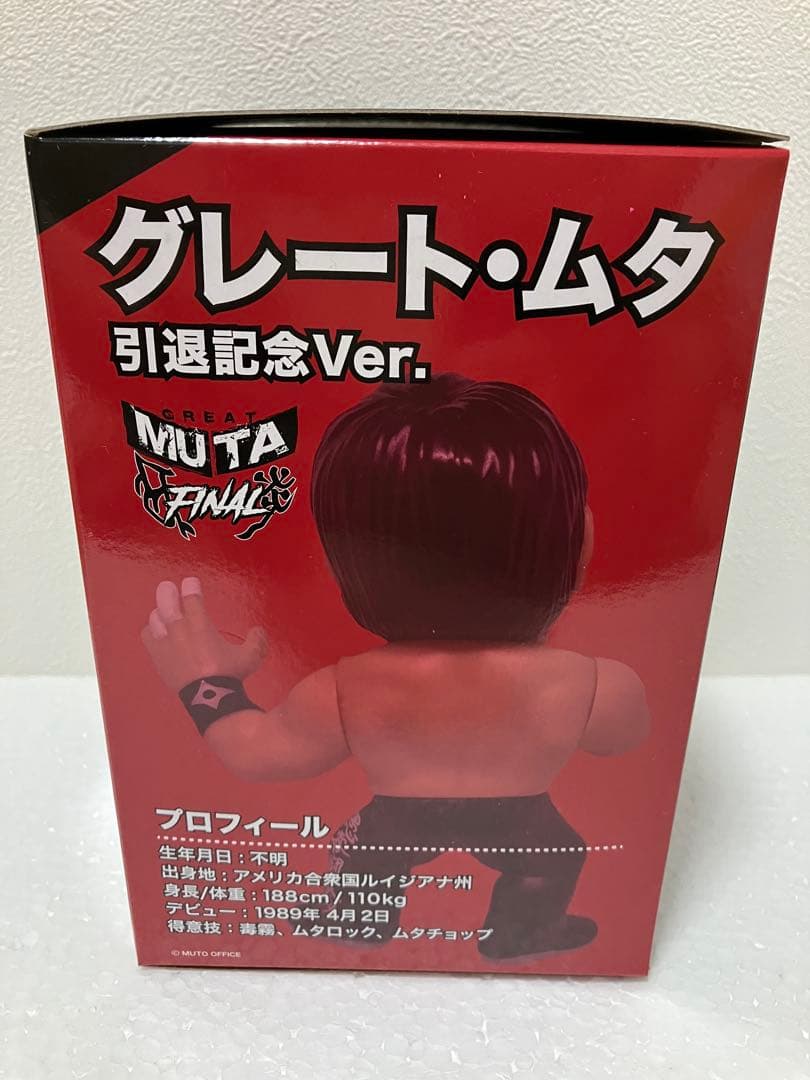 グレート・ムタ
引退記念Ver.
GREAT
MUTA
FINAL
プロフィール
生年月日：不明
出身地：アメリカ合衆国ルイジアナ州
身長/体重：188cm/110kg
デビュー：1989年 4月2日
得意技：毒霧、ムタロック、ムタチョップ
© MUTO OFFICE